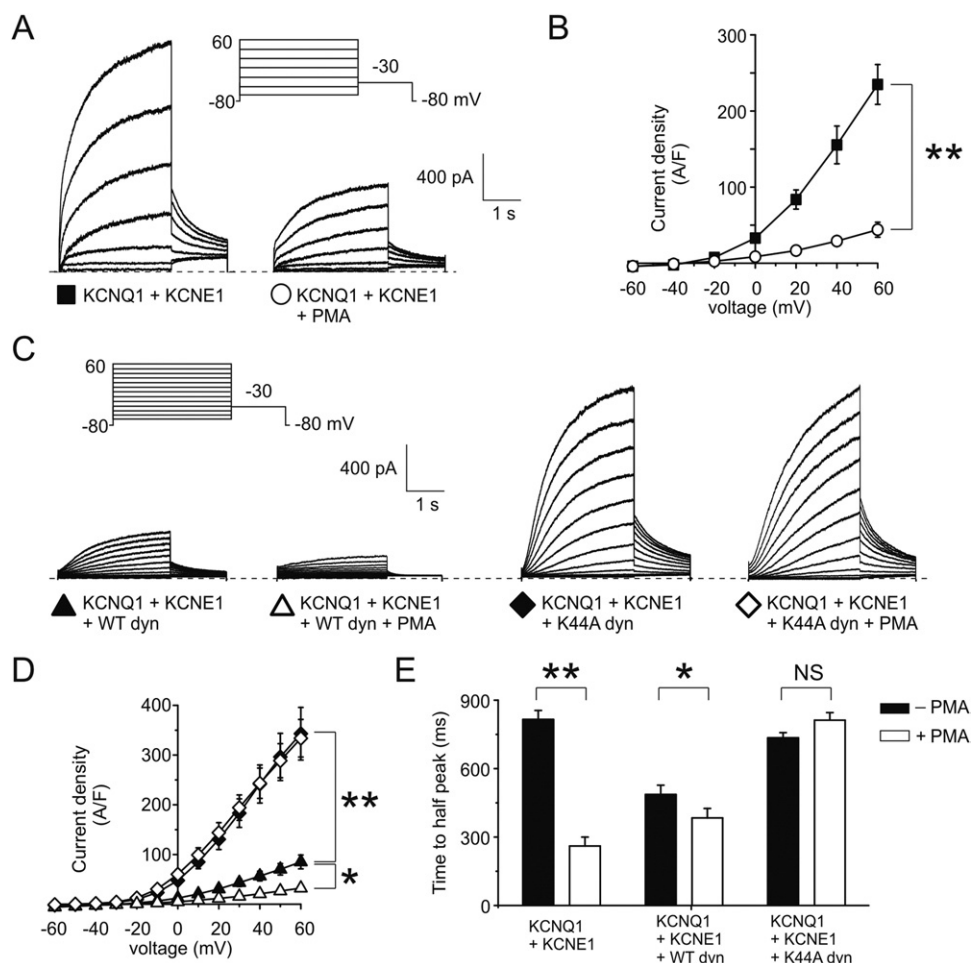 A
60
-30
-80
-80 mV
400 pA
1 s
KCNQ1 + KCNE1
KCNQ1 + KCNE1
+ PMA
B
300
200
100
Current density
(A/F)
**
-60 -40 -20 0 20 40 60
voltage (mV)
C
60
-30
-80
-80 mV
400 pA
1 s
KCNQ1 + KCNE1
+ WT dyn
KCNQ1 + KCNE1
+ WT dyn + PMA
KCNQ1 + KCNE1
+ K44A dyn
KCNQ1 + KCNE1
+ K44A dyn + PMA
D
400
300
200
100
Current density
(A/F)
**
*
-60 -40 -20 0 20 40 60
voltage (mV)
E
** * NS
– PMA
+ PMA
900
600
300
0
Time to half peak (ms)
KCNQ1
+ KCNE1
KCNQ1
+ KCNE1
+ WT dyn
KCNQ1
+ KCNE1
+ K44A dyn